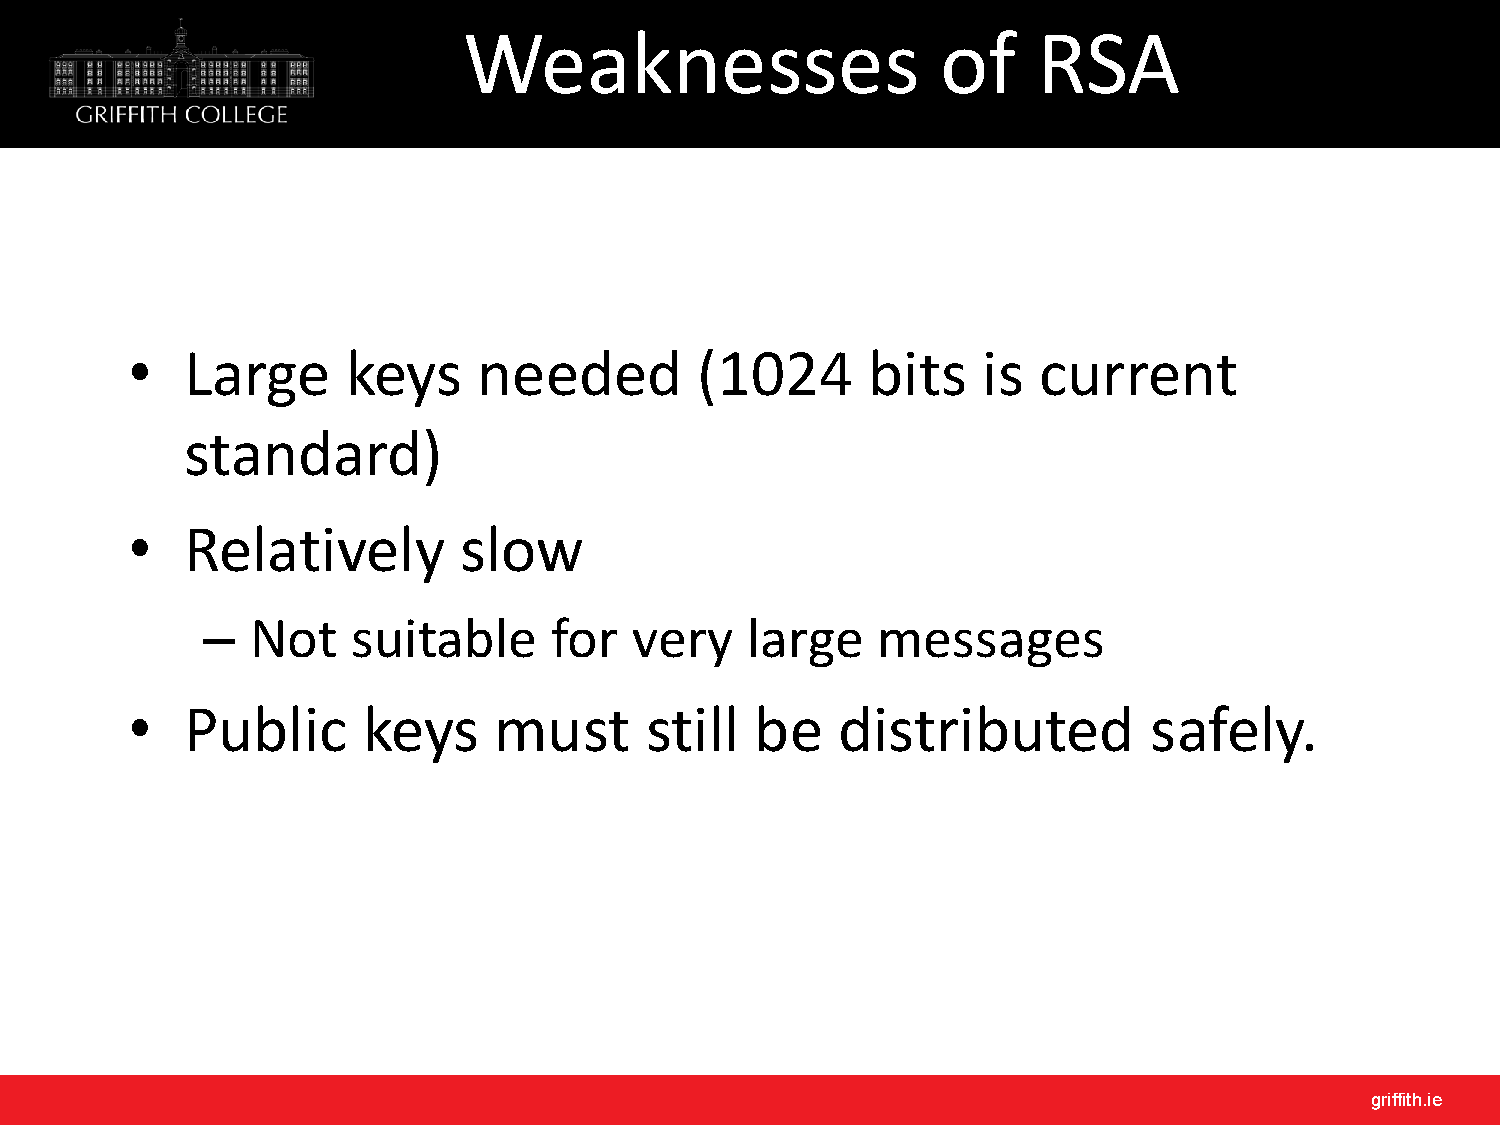 GRIFFITH COLLEGE
Weaknesses of RSA
• Large keys needed (1024 bits is current
standard)
• Relatively slow
– Not suitable for very large messages
• Public keys must still be distributed safely.
griffith.ie